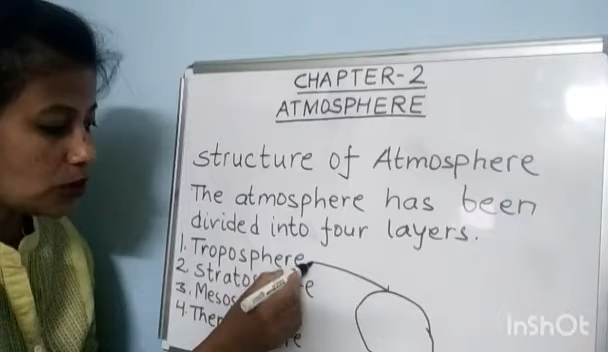 CHAPTER-2
ATMOSPHERE
structure of Atmosphere
The atmosphere has been
divided into four layers.
1. Troposphere
2
3.
4.
InShOt